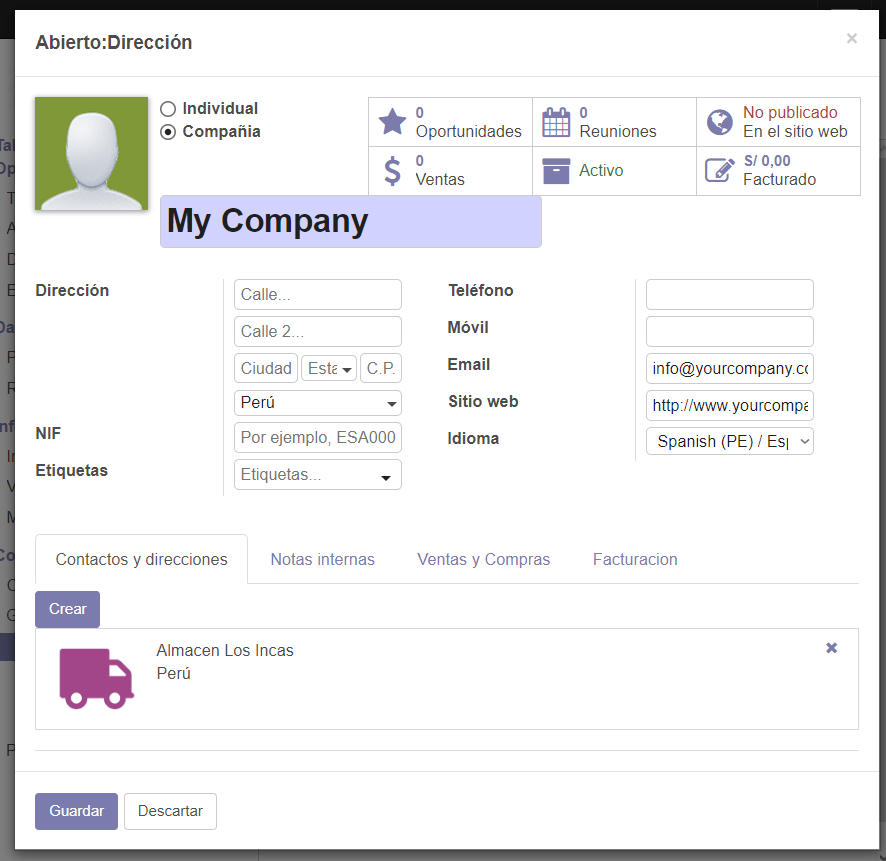 Abierto:Dirección
×
Individual
Compañia
0
Oportunidades
0
Reuniones
No publicado
En el sitio web
0
Ventas
Activo
S/ 0,00
Facturado
My Company
Dirección
Calle...
Calle 2...
Ciudad
Esta
C.P.
Perú
NIF
Por ejemplo, ESA000
Etiquetas
Etiquetas...
Teléfono
Móvil
Email
info@yourcompany.co
Sitio web
http://www.yourcompa
Idioma
Spanish (PE) / Esp
Contactos y direcciones
Notas internas
Ventas y Compras
Facturacion
Crear
Almacen Los Incas
Perú
Guardar
Descartar